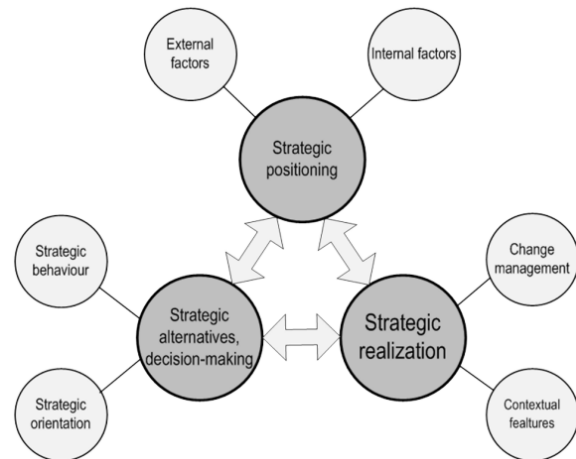 External
factors
Internal factors
Strategic
positioning
Strategic
behaviour
Change
management
Strategic
alternatives,
decision-making
Strategic
realization
Strategic
orientation
Contextual
fealtures